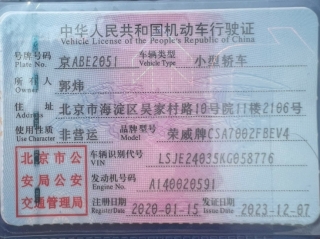 中华人民共和国机动车行驶证
Vehicle License of the People's Republic of China
号牌号码 京ABE2051 车辆类型 小型轿车
Plate No. Vehicle Type
所有人 郭炜
Owner
住址 北京市海淀区吴家村路10号院11楼2106号
Address
使用性质 非营运 品牌型号 荣威牌CSA7002FBEV4
Use Character Model
北京市公安局公安交通管理局
车辆识别代号 LSJE24035KG058776
VIN
发动机号码 A140020591
Engine No.
注册日期 2020-01-15 发证日期 2023-12-07
Register Date Issue Date